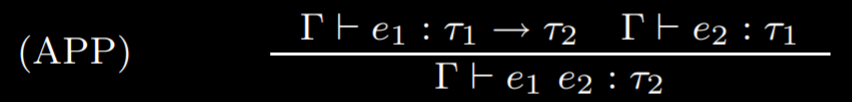 (APP)
Γ ⊢ e₁ : τ₁ → τ₂ Γ ⊢ e₂ : τ₁
Γ ⊢ e₁ e₂ : τ₂